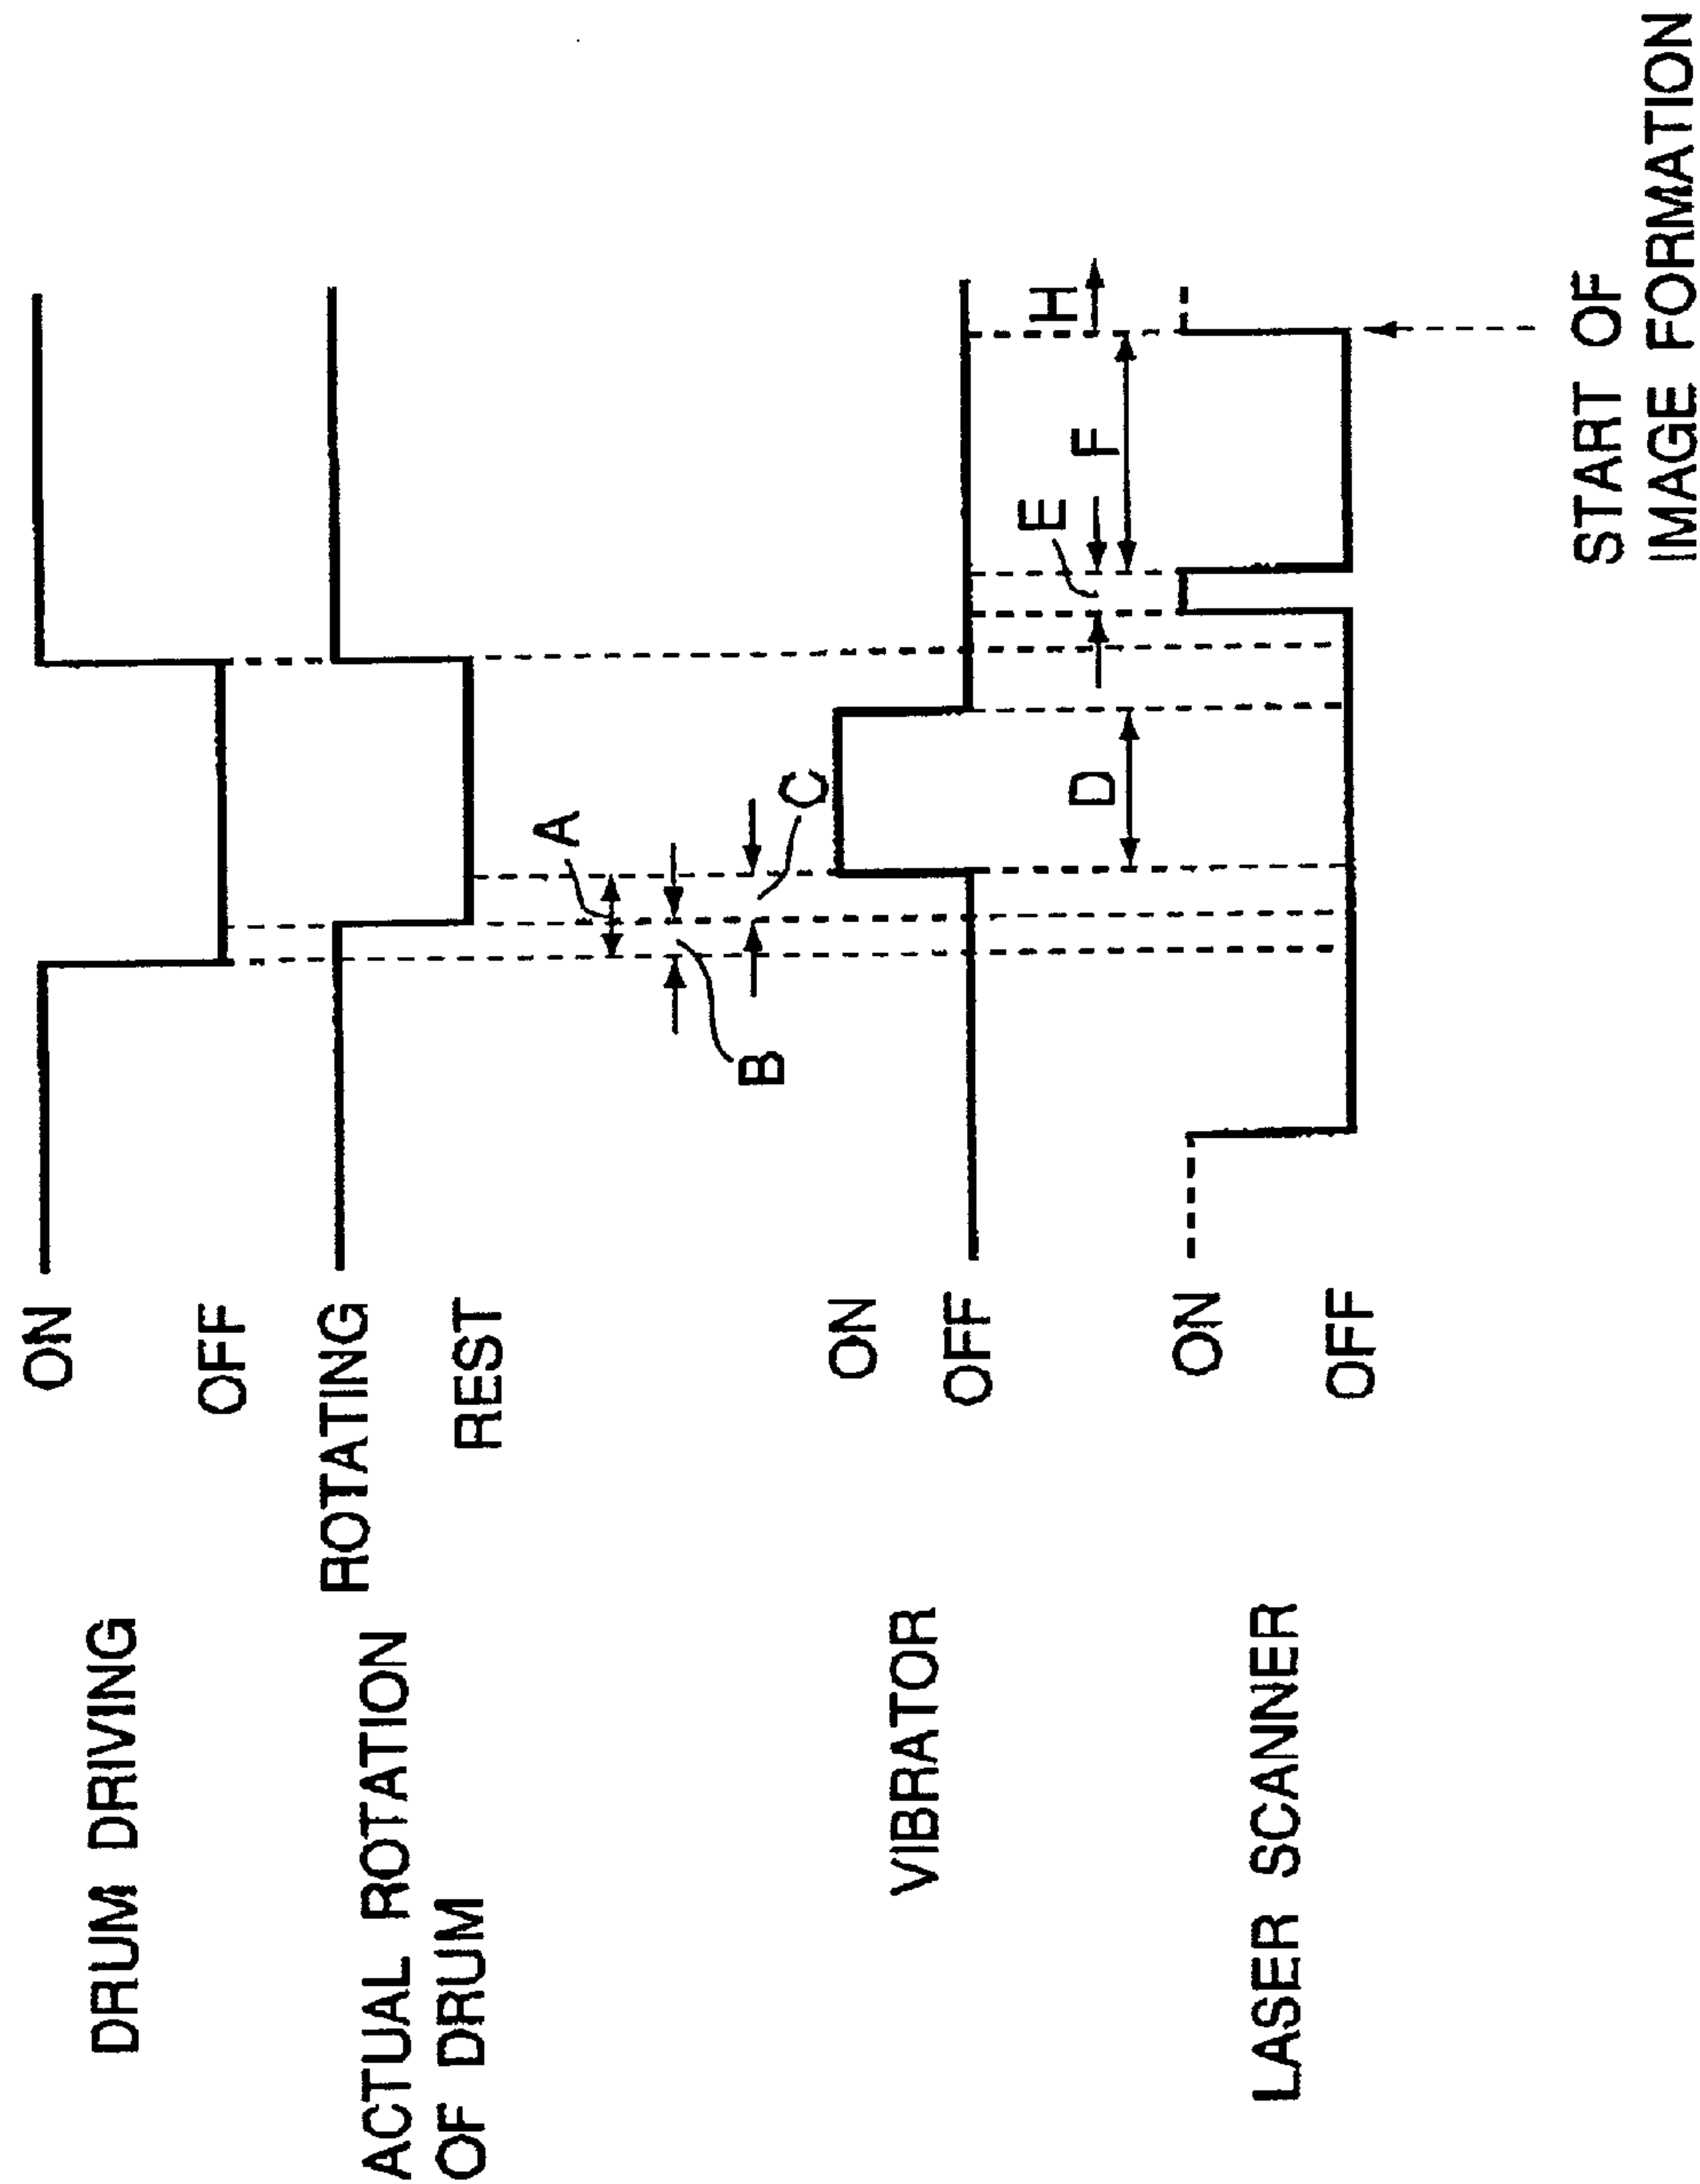 DRUM DRIVING
ON
OFF
ACTUAL ROTATION
OF DRUM
ROTATING
REST
A
B
C
VIBRATOR
ON
OFF
D
E
F
H
LASER SCANNER
ON
OFF
START OF
IMAGE FORMATION